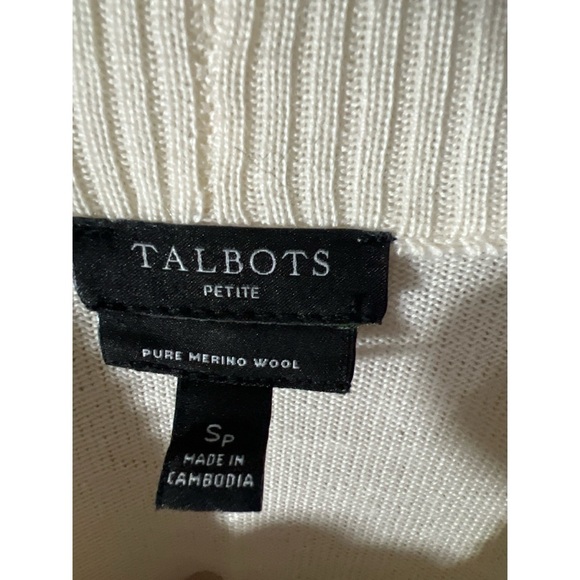 TALBOTS
PETITE
PURE MERINO WOOL
SP
MADE IN
CAMBODIA